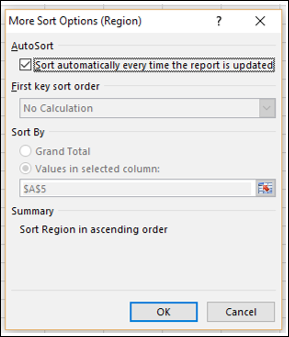 More Sort Options (Region) ? ×
AutoSort
Sort automatically every time the report is updated
First key sort order
No Calculation
Sort By
Grand Total
Values in selected column:
$A$5
Summary
Sort Region in ascending order
OK Cancel